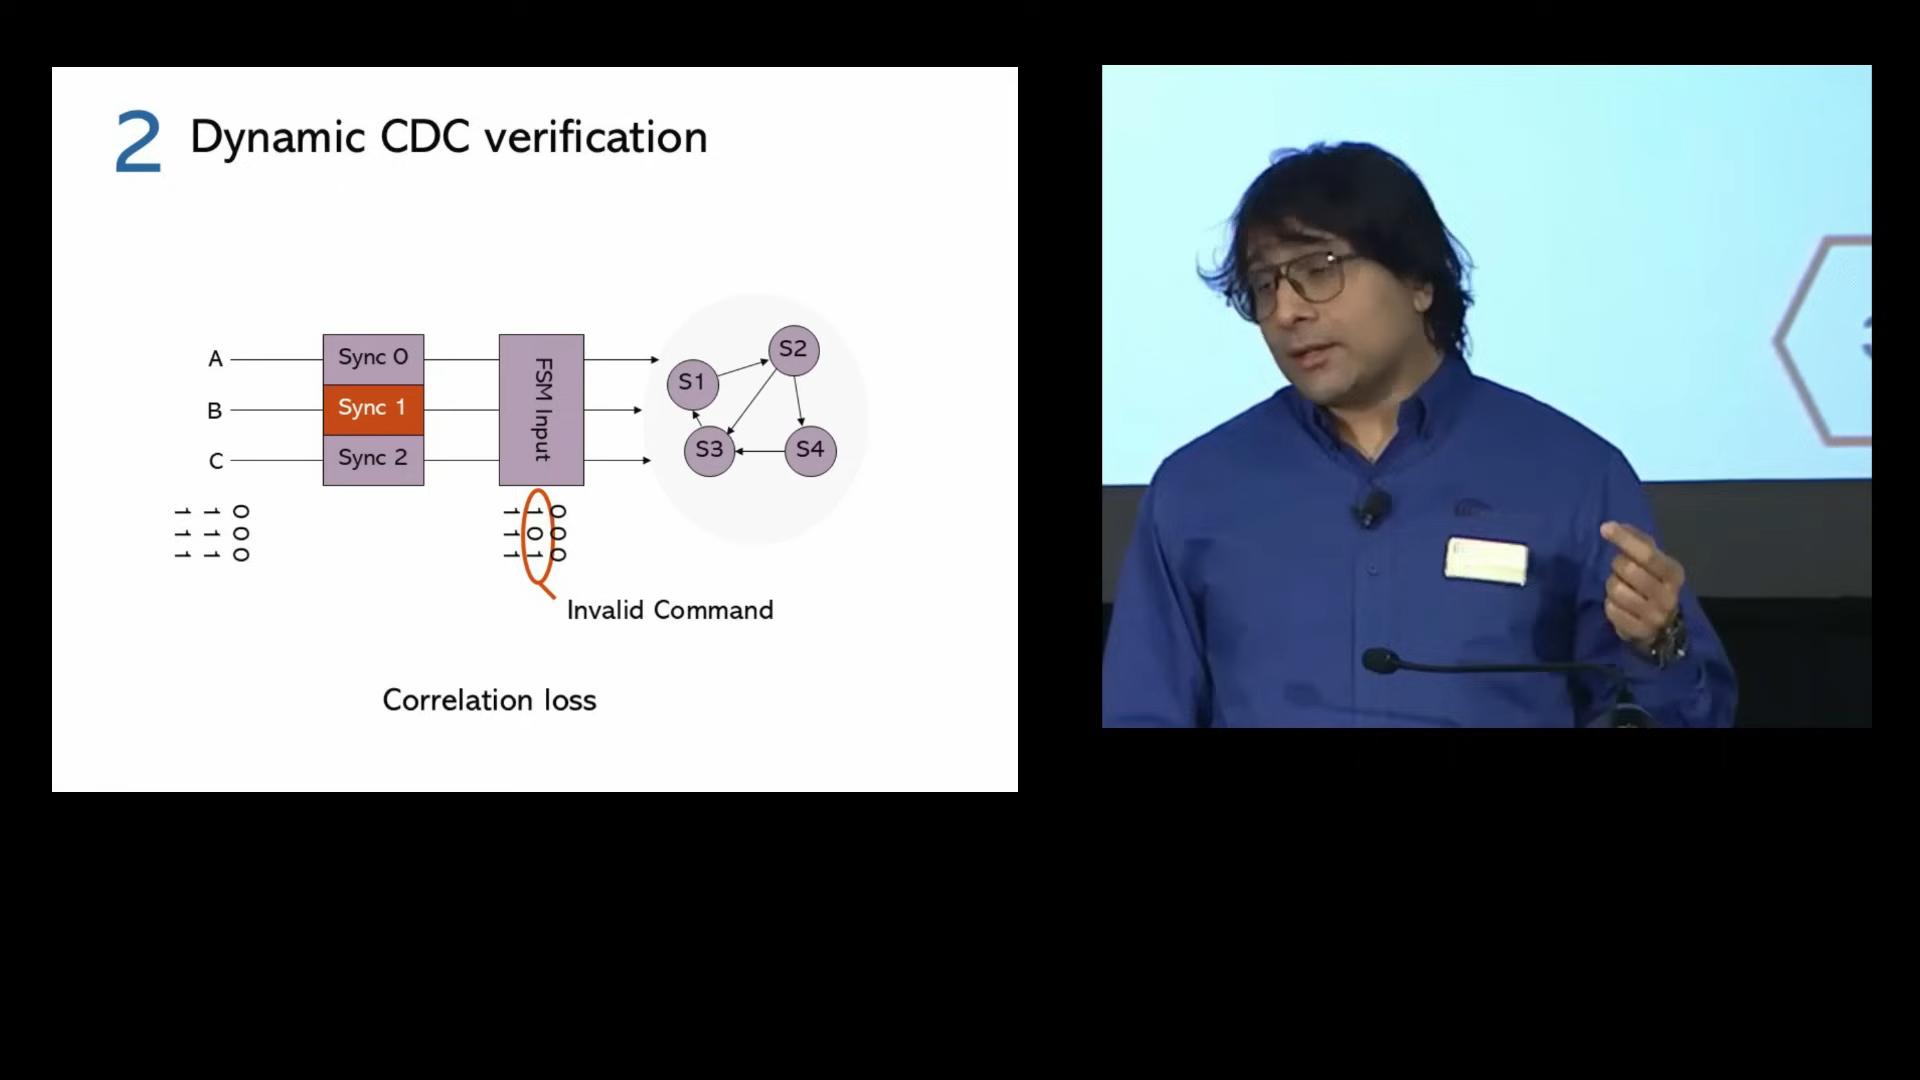 2 Dynamic CDC verification
A
B
C
Sync 0
Sync 1
Sync 2
FSM Input
S1
S2
S3
S4
1 1 0
1 1 0
1 1 0
1 1 0
1 0 0
1 1 0
Invalid Command
Correlation loss